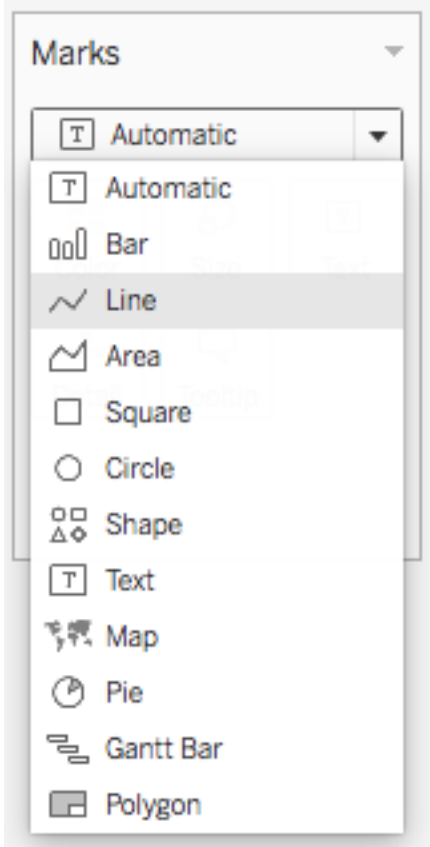 Marks
Automatic
Automatic
Bar
Line
Area
Square
Circle
Shape
Text
Map
Pie
Gantt Bar
Polygon